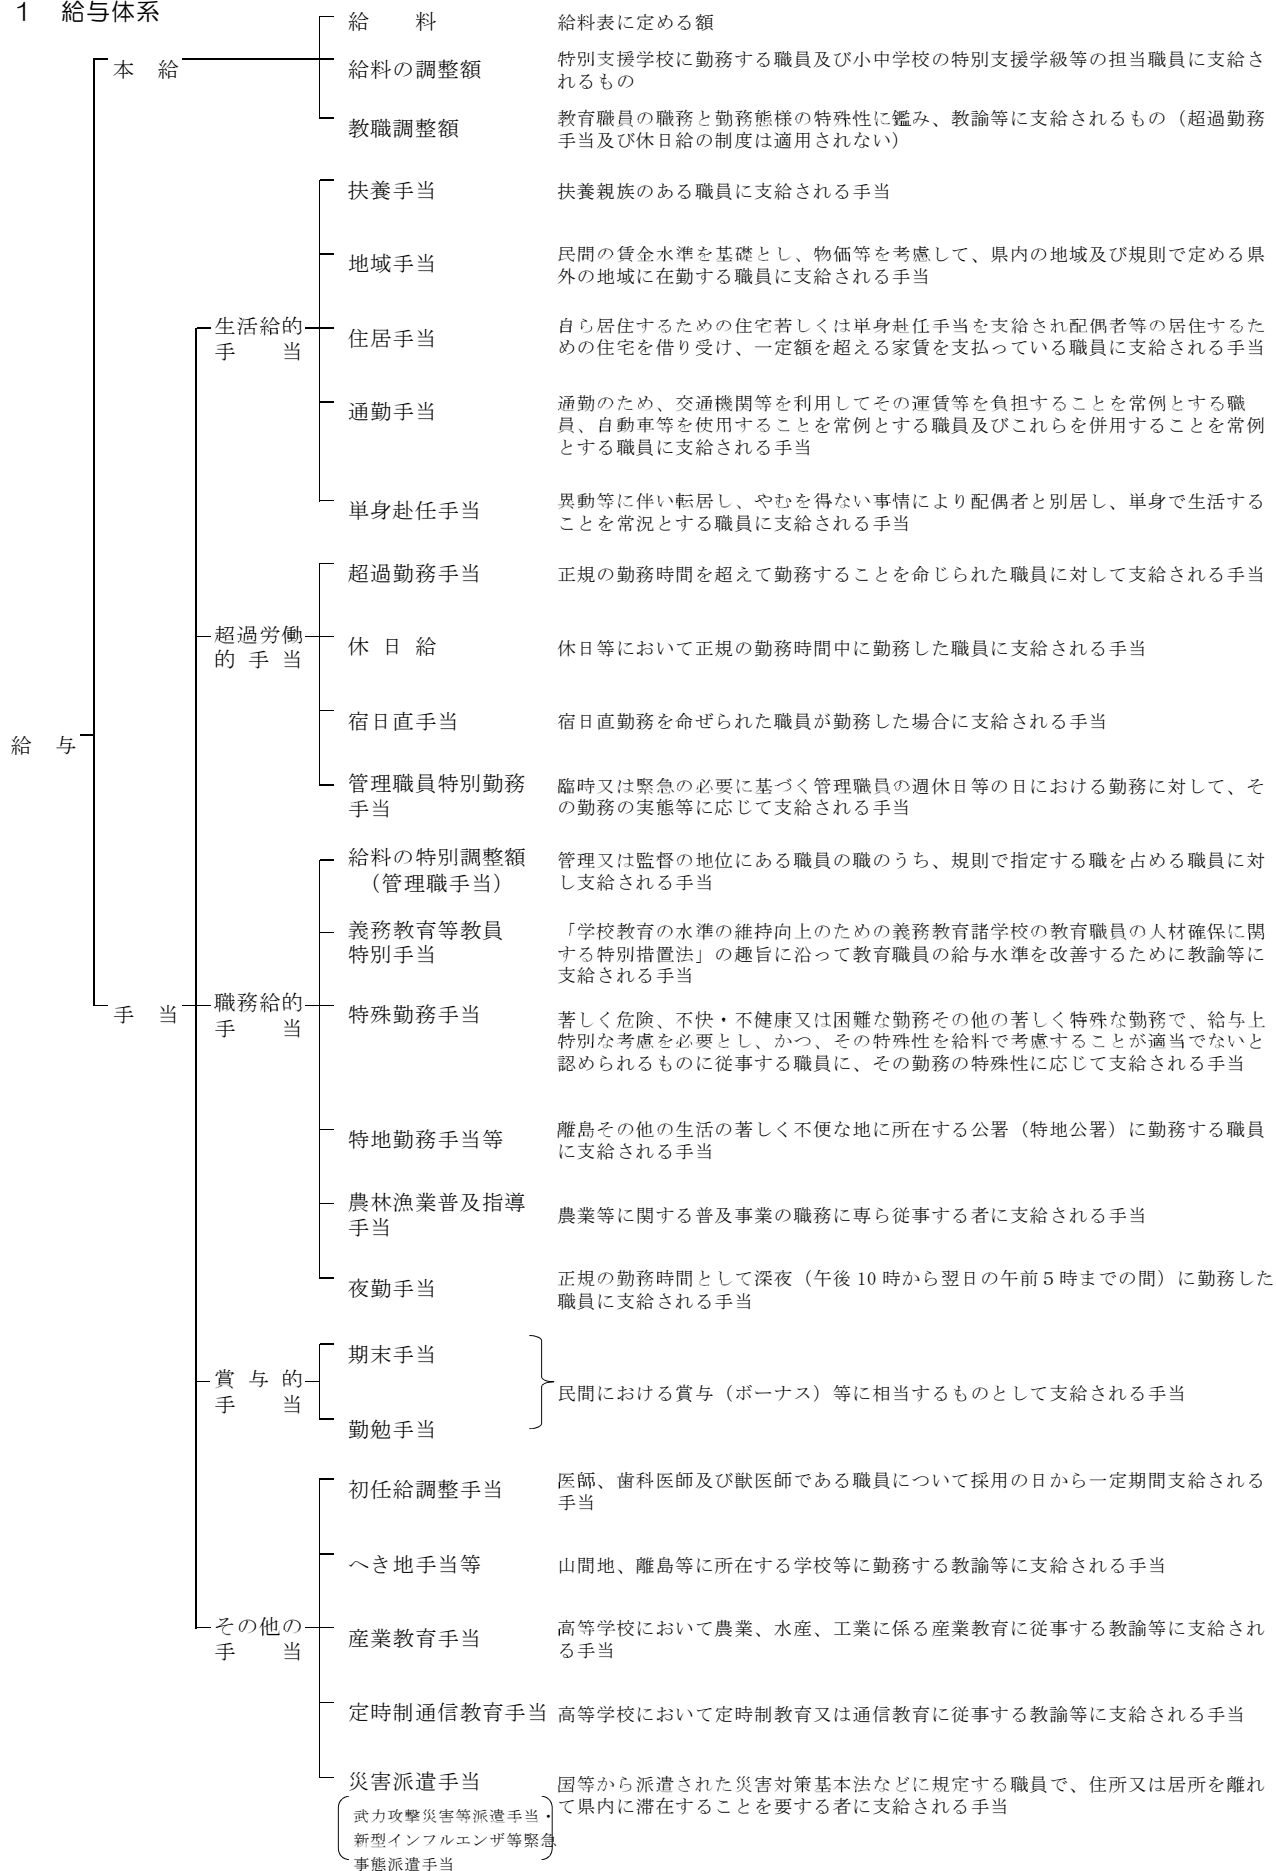 1　給与体系
給　　料　　給料表に定める額
本　給
給料の調整額　　特別支援学校に勤務する職員及び小中学校の特別支援学級等の担当職員に支給さ
れるもの
教職調整額　　教育職員の職務と勤務態様の特殊性に鑑み、教諭等に支給されるもの（超過勤務
手当及び休日給の制度は適用されない）
扶養手当　　扶養親族のある職員に支給される手当
地域手当　　民間の賃金水準を基礎とし、物価等を考慮して、県内の地域及び規則で定める県
外の地域に在勤する職員に支給される手当
生活給的
手　　当
住居手当　　自ら居住するための住宅若しくは単身赴任手当を支給され配偶者等の居住するた
めの住宅を借り受け、一定額を超える家賃を支払っている職員に支給される手当
通勤手当　　通勤のため、交通機関等を利用してその運賃等を負担することを常例とする職
員、自動車等を使用することを常例とする職員及びこれらを併用することを常例
とする職員に支給される手当
単身赴任手当　　異動等に伴い転居し、やむを得ない事情により配偶者と別居し、単身で生活する
ことを常況とする職員に支給される手当
超過勤務手当　　正規の勤務時間を超えて勤務することを命じられた職員に対して支給される手当
超過労働
的 手 当
休 日 給　　休日等において正規の勤務時間中に勤務した職員に支給される手当
宿日直手当　　宿日直勤務を命ぜられた職員が勤務した場合に支給される手当
給　与
管理職員特別勤務
手当
臨時又は緊急の必要に基づく管理職員の週休日等の日における勤務に対して、そ
の勤務の実態等に応じて支給される手当
給料の特別調整額
（管理職手当）
管理又は監督の地位にある職員の職のうち、規則で指定する職を占める職員に対
し支給される手当
義務教育等教員
特別手当
「学校教育の水準の維持向上のための義務教育諸学校の教育職員の人材確保に関
する特別措置法」の趣旨に沿って教育職員の給与水準を改善するために教諭等に
支給される手当
手　当
職務給的
手　　当
特殊勤務手当　　著しく危険、不快・不健康又は困難な勤務その他の著しく特殊な勤務で、給与上
特別な考慮を必要とし、かつ、その特殊性を給料で考慮することが適当でないと
認められるものに従事する職員に、その勤務の特殊性に応じて支給される手当
特地勤務手当等　　離島その他の生活の著しく不便な地に所在する公署（特地公署）に勤務する職員
に支給される手当
農林漁業普及指導
手当
農業等に関する普及事業の職務に専ら従事する者に支給される手当
夜勤手当　　正規の勤務時間として深夜（午後 10 時から翌日の午前５時までの間）に勤務した
職員に支給される手当
期末手当
賞 与 的
手　　当
民間における賞与（ボーナス）等に相当するものとして支給される手当
勤勉手当
初任給調整手当　　医師、歯科医師及び獣医師である職員について採用の日から一定期間支給される
手当
へき地手当等　　山間地、離島等に所在する学校等に勤務する教諭等に支給される手当
その他の
手　　当
産業教育手当　　高等学校において農業、水産、工業に係る産業教育に従事する教諭等に支給され
る手当
定時制通信教育手当　高等学校において定時制教育又は通信教育に従事する教諭等に支給される手当
災害派遣手当　　国等から派遣された災害対策基本法などに規定する職員で、住所又は居所を離れ
て県内に滞在することを要する者に支給される手当
武力攻撃災害等派遣手当・
新型インフルエンザ等緊急
事態派遣手当